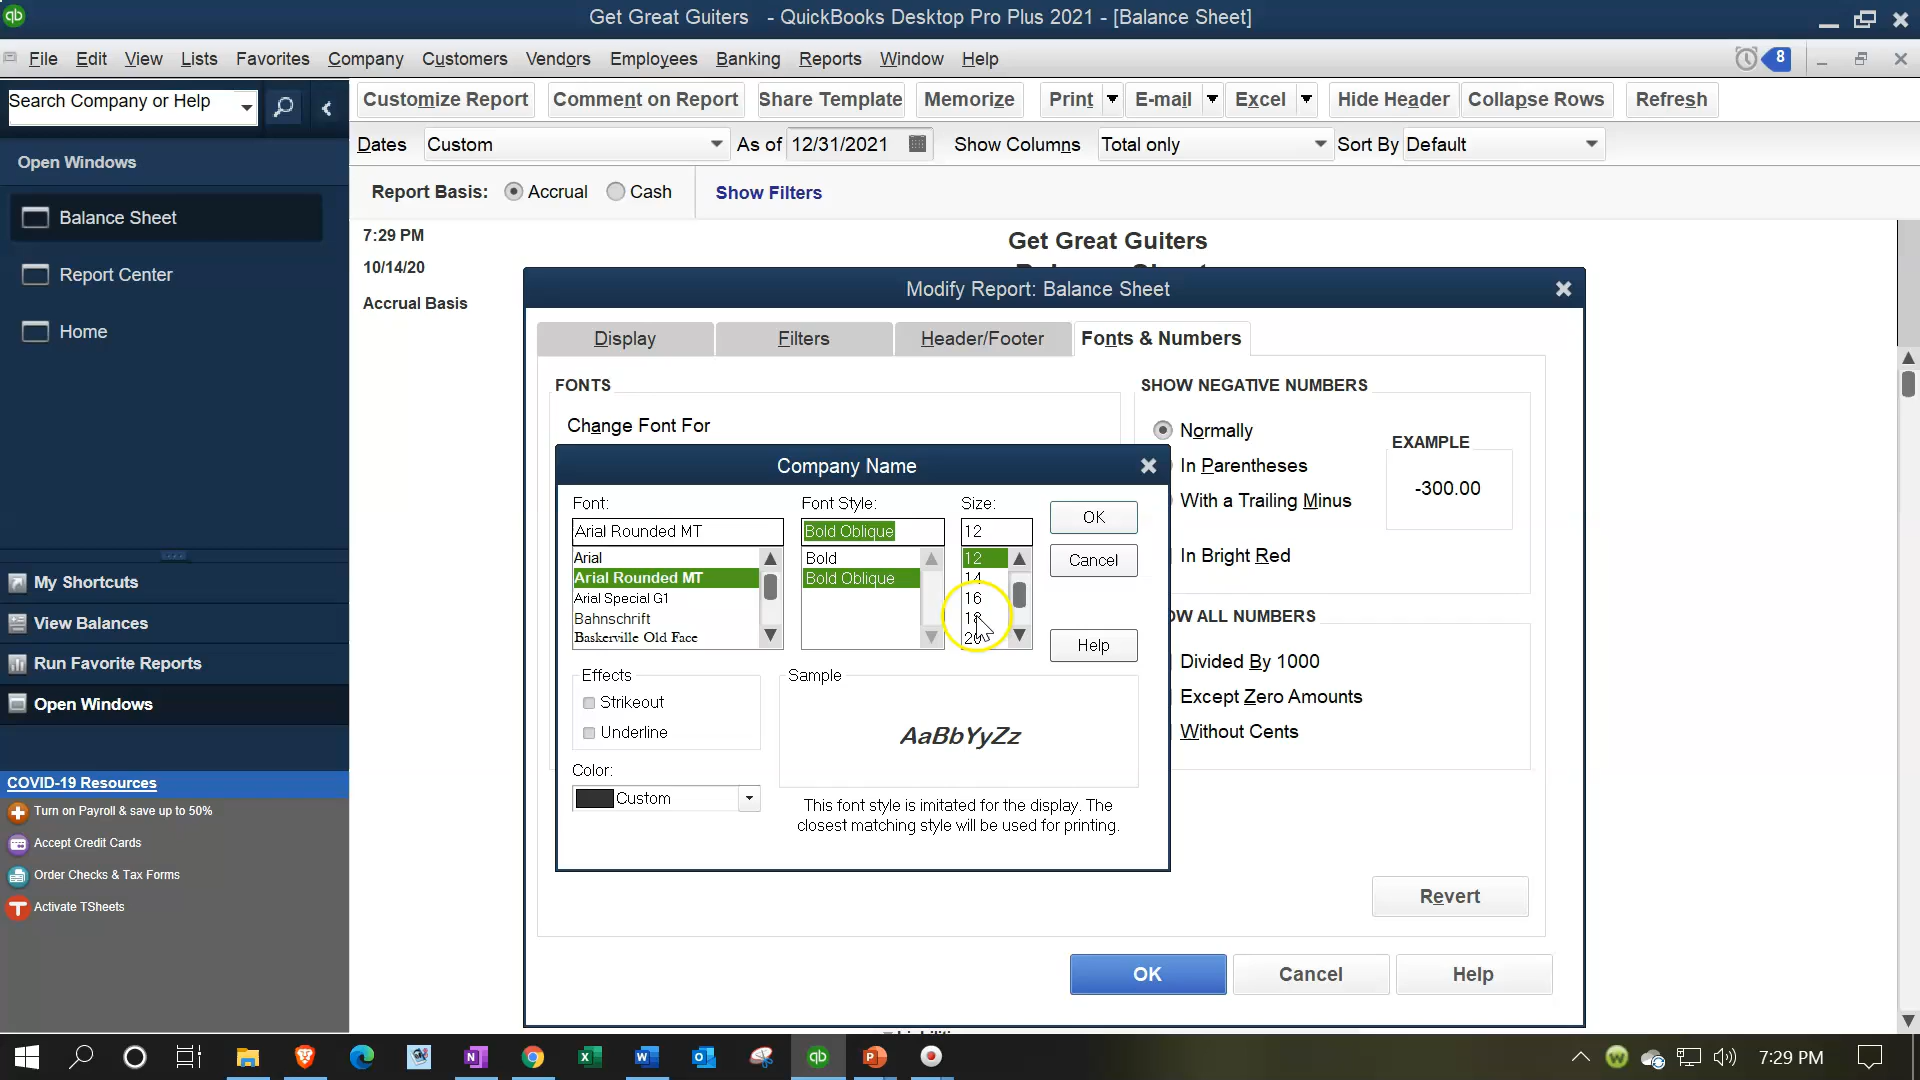 Get Great Guiters - QuickBooks Desktop Pro Plus 2021 - [Balance Sheet]
File Edit View Lists Favorites Company Customers Vendors Employees Banking Reports Window Help 8
Search Company or Help
Customize Report Comment on Report Share Template Memorize Print E-mail Excel Hide Header Collapse Rows Refresh
Dates Custom As of 12/31/2021 Show Columns Total only Sort By Default
Report Basis: Accrual Cash Show Filters
Open Windows
Balance Sheet
Report Center
Home
My Shortcuts
View Balances
Run Favorite Reports
Open Windows
COVID-19 Resources
Turn on Payroll & save up to 50%
Accept Credit Cards
Order Checks & Tax Forms
Activate TSheets
7:29 PM
10/14/20
Accrual Basis
Get Great Guiters
Modify Report: Balance Sheet
Display Filters Header/Footer Fonts & Numbers
FONTS
Change Font For
SHOW NEGATIVE NUMBERS
Normally
In Parentheses
With a Trailing Minus
In Bright Red
EXAMPLE
-300.00
OW ALL NUMBERS
Divided By 1000
Except Zero Amounts
Without Cents
Company Name
Font: Font Style: Size:
Arial Rounded MT Bold Oblique 12
Arial
Arial Rounded MT
Arial Special G1
Bahnschrift
Baskerville Old Face
Bold
Bold Oblique
12
14
16
18
20
OK
Cancel
Help
Effects
Strikeout
Underline
Color:
Custom
Sample
AaBbYyZz
This font style is imitated for the display. The
closest matching style will be used for printing.
Revert
OK Cancel Help
7:29 PM